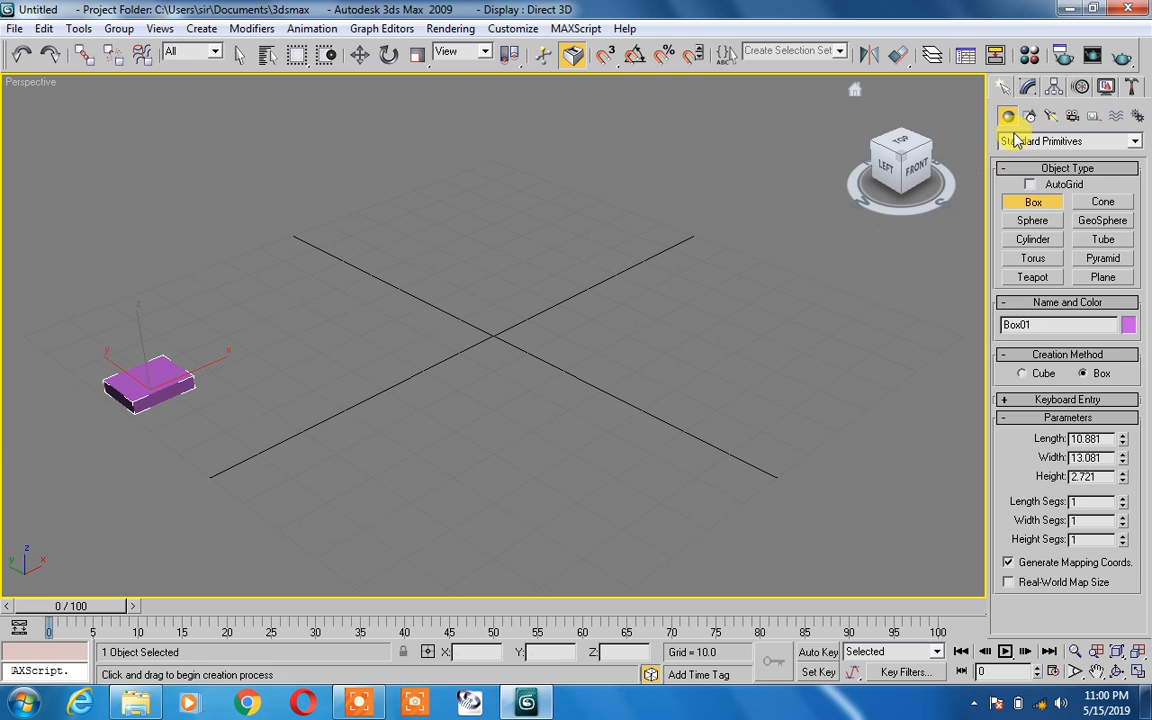 Untitled - Project Folder: C:\Users\sir\Documents\3dsmax - Autodesk 3ds Max 2009 - Display : Direct 3D
File Edit Tools Group Views Create Modifiers Animation Graph Editors Rendering Customize MAXScript Help
All View Create Selection Set
Perspective
TOP
LEFT FRONT
Standard Primitives
- Object Type
AutoGrid
Box Cone
Sphere GeoSphere
Cylinder Tube
Torus Pyramid
Teapot Plane
- Name and Color
Box01
- Creation Method
Cube Box
+ Keyboard Entry
- Parameters
Length: 10.881
Width: 13.081
Height: 2.721
Length Segs: 1
Width Segs: 1
Height Segs: 1
Generate Mapping Coords.
Real-World Map Size
z
y x
z
y x
< 0 / 100 >
0 5 10 15 20 25 30 35 40 45 50 55 60 65 70 75 80 85 90 95 100
1 Object Selected X: Y: Z: Grid = 10.0 Auto Key Selected
AXScript. Click and drag to begin creation process Add Time Tag Set Key Key Filters... 0
11:00 PM
5/15/2019